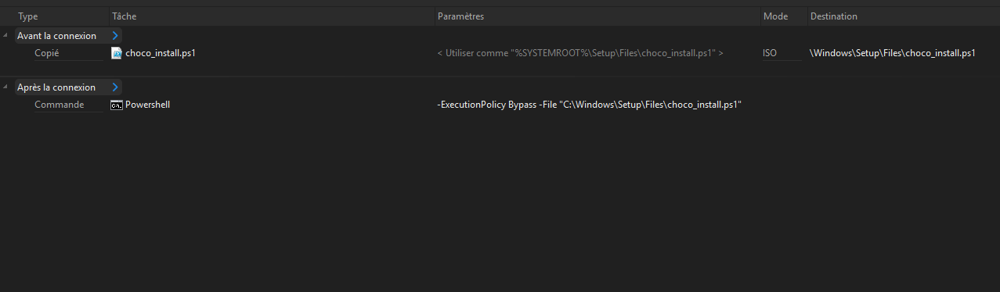 Type Tâche Paramètres Mode Destination
Avant la connexion
Copié choco_install.ps1 < Utiliser comme "%SYSTEMROOT%\Setup\Files\choco_install.ps1" > ISO \Windows\Setup\Files\choco_install.ps1
Après la connexion
Commande Powershell -ExecutionPolicy Bypass -File "C:\Windows\Setup\Files\choco_install.ps1"